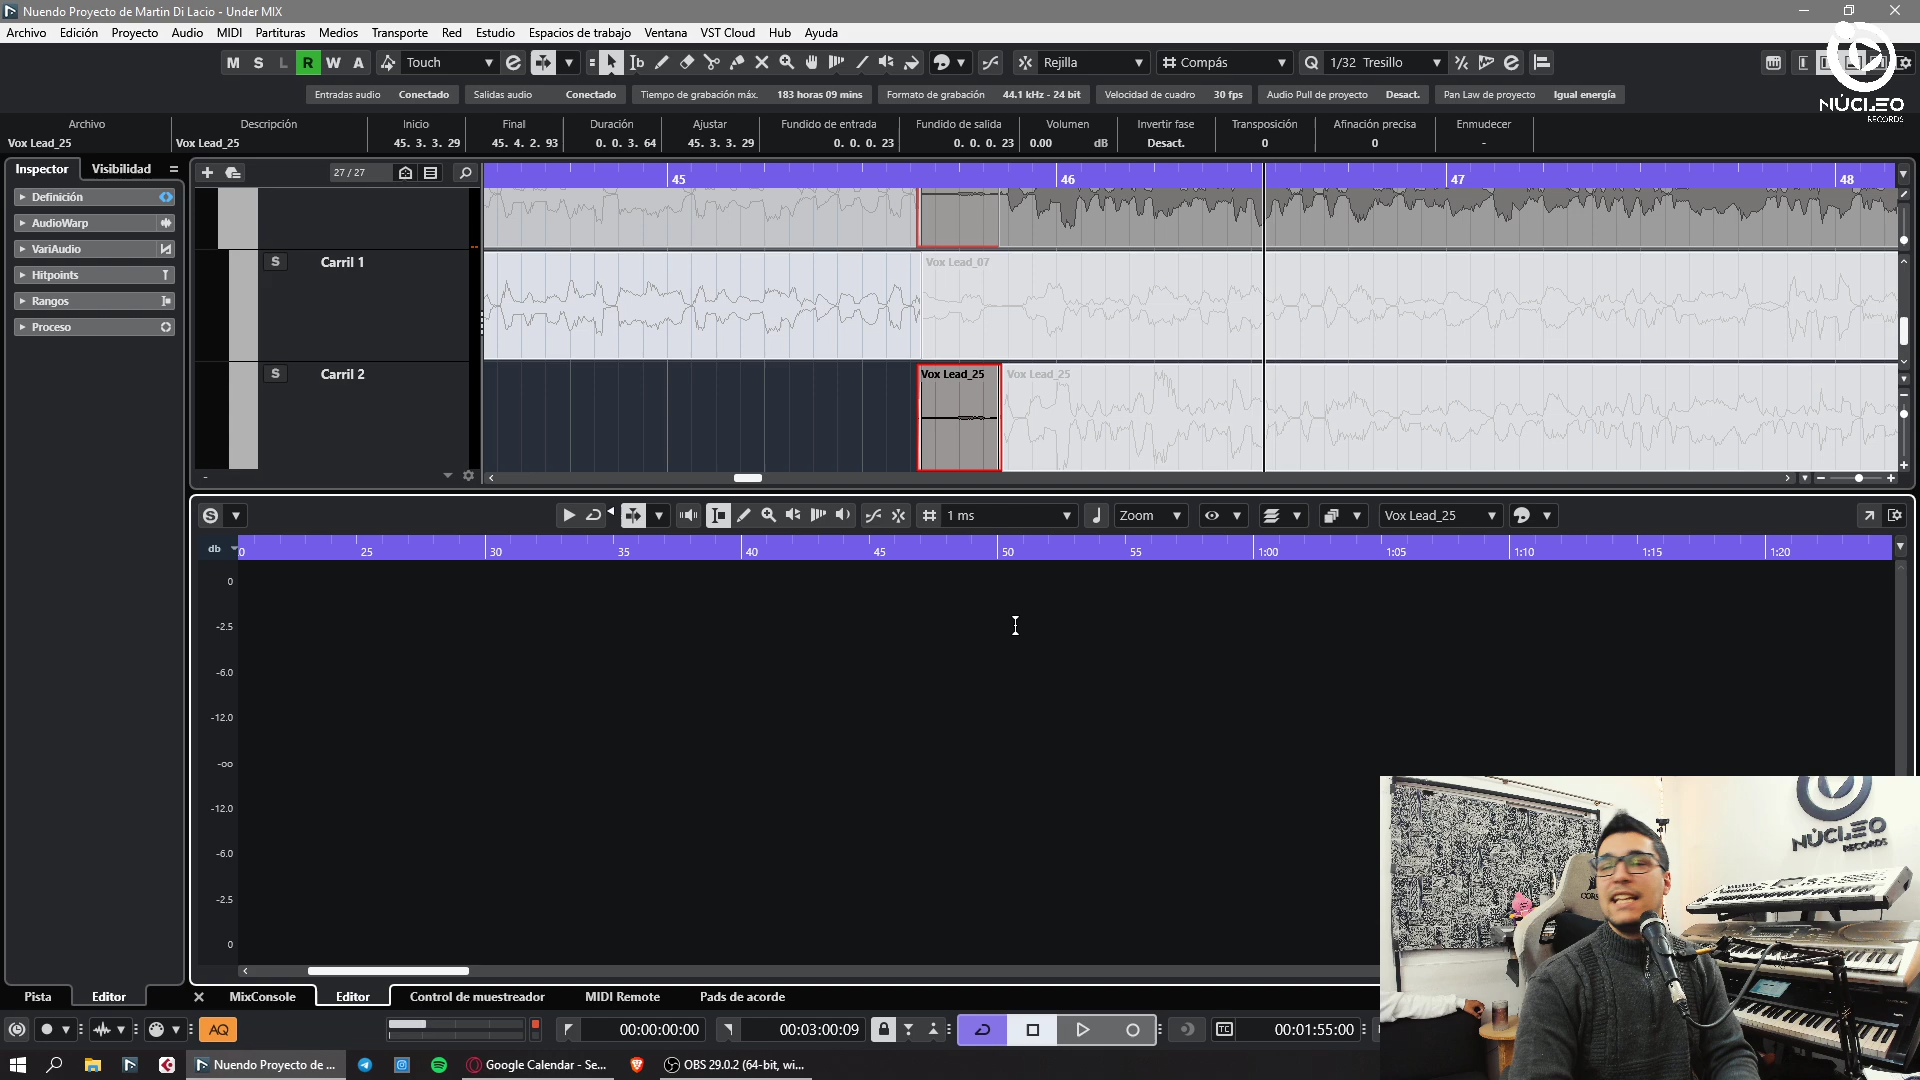 Nuendo Proyecto de Martin Di Lacio - Under MIX
Archivo Edición Proyecto Audio MIDI Partituras Medios Transporte Red Estudio Espacios de trabajo Ventana VST Cloud Hub Ayuda
M S L R W A Touch Rejilla Compás 1/32 Tresillo
NÚCLEO
RECORDS
Entradas audio Conectado Salidas audio Conectado Tiempo de grabación máx. 183 horas 09 mins Formato de grabación 44.1 kHz - 24 bit Velocidad de cuadro 30 fps Audio Pull de proyecto Desact. Pan Law de proyecto Igual energía
Archivo Descripción Inicio Final Duración Ajustar Fundido de entrada Fundido de salida Volumen Invertir fase Transposición Afinación precisa Enmudecer
Vox Lead_25 Vox Lead_25 45. 3. 3. 29 45. 4. 2. 93 0. 0. 3. 64 45. 3. 3. 29 0. 0. 0. 23 0. 0. 0. 23 0.00 dB Desact. 0 0 -
Inspector Visibilidad 27 / 27 45 46 47 48
Definición
AudioWarp
VariAudio
Hitpoints
Rangos
Proceso
S Carril 1 Vox Lead_07
S Carril 2 Vox Lead_25 Vox Lead_25
S 1 ms Zoom Vox Lead_25
db 0 25 30 35 40 45 50 55 1:00 1:05 1:10 1:15 1:20
0
-2.5
-6.0
-12.0
-oo
-12.0
-6.0
-2.5
0
NÚCLEO
RECORDS
Pista Editor MixConsole Editor Control de muestreador MIDI Remote Pads de acorde
AQ 00:00:00:00 00:03:00:09 TC 00:01:55:00
Nuendo Proyecto de ... Google Calendar - Se... OBS 29.0.2 (64-bit, wi...